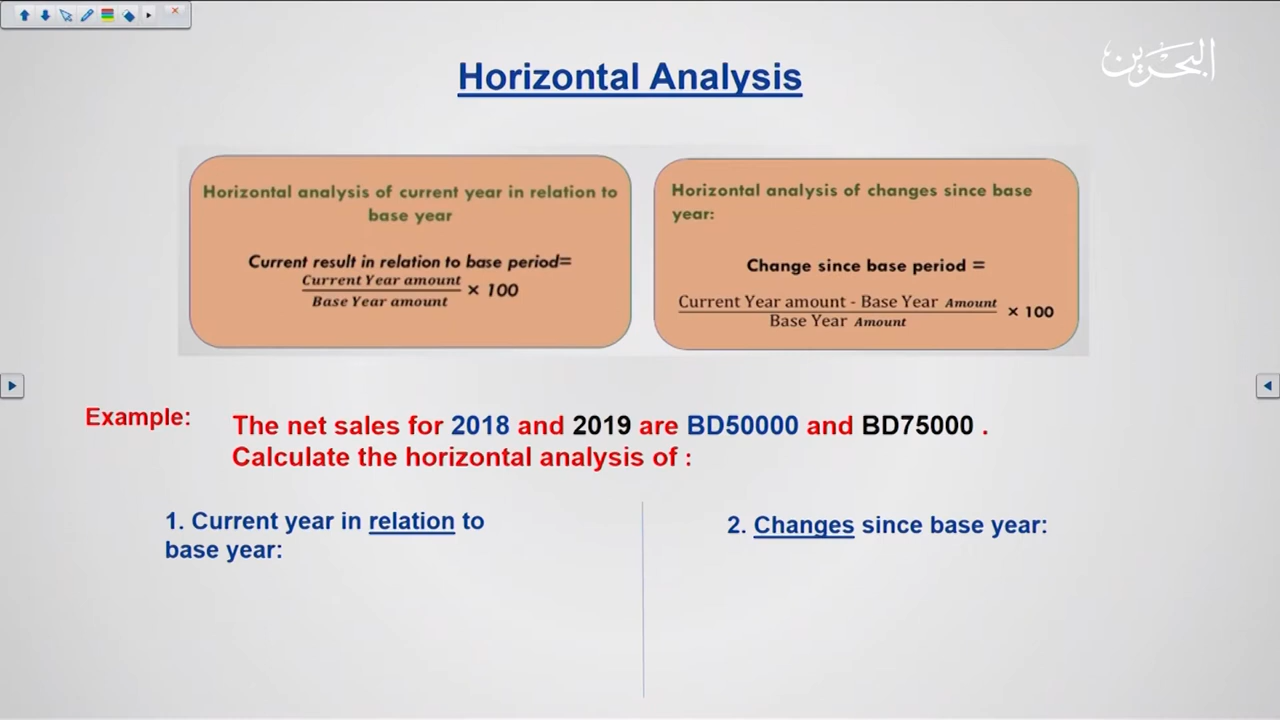 Horizontal Analysis
البحرين
Horizontal analysis of current year in relation to
base year
Current result in relation to base period=
Current Year amount
Base Year amount
× 100
Horizontal analysis of changes since base
year:
Change since base period =
Current Year amount - Base Year Amount
Base Year Amount
× 100
Example:
The net sales for 2018 and 2019 are BD50000 and BD75000 .
Calculate the horizontal analysis of :
1. Current year in relation to
base year:
2. Changes since base year: